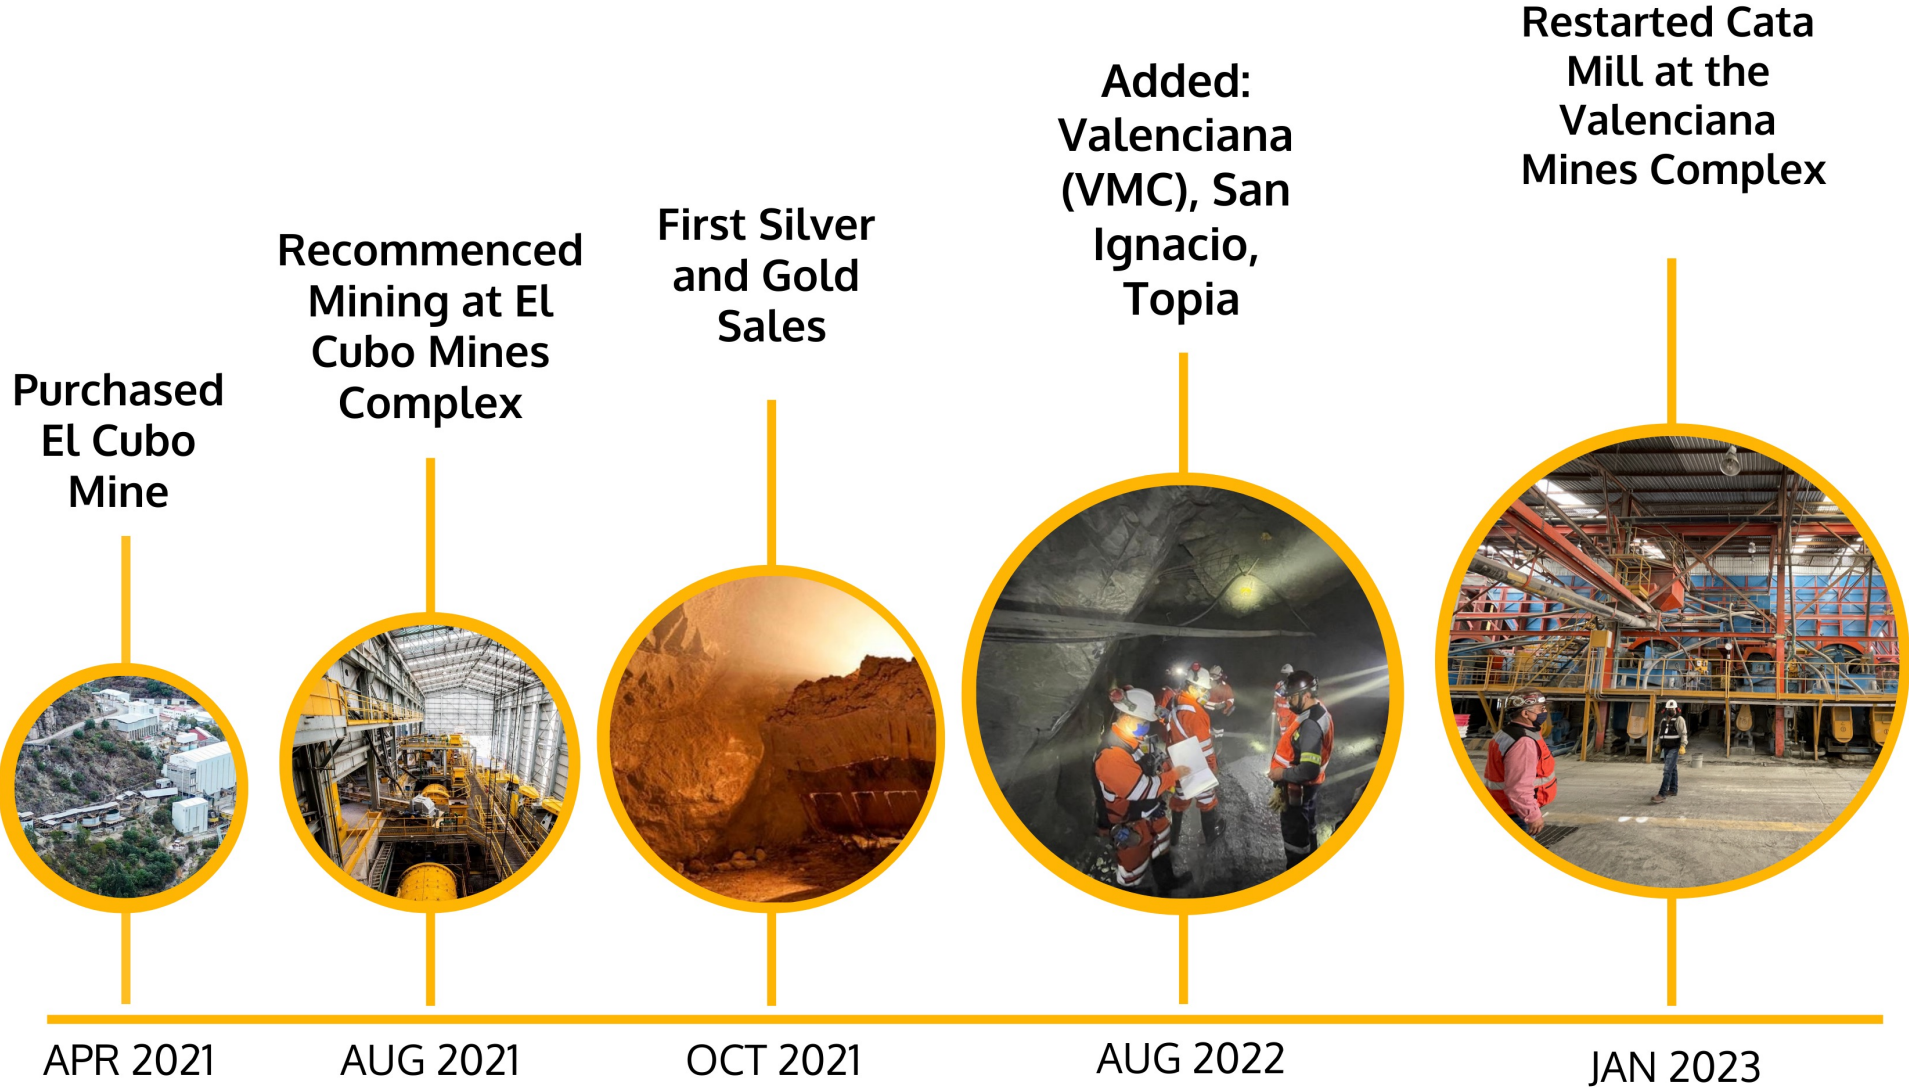 Purchased
El Cubo
Mine
APR 2021
Recommenced
Mining at El
Cubo Mines
Complex
AUG 2021
First Silver
and Gold
Sales
OCT 2021
Added:
Valenciana
(VMC), San
Ignacio,
Topia
AUG 2022
Restarted Cata
Mill at the
Valenciana
Mines Complex
JAN 2023